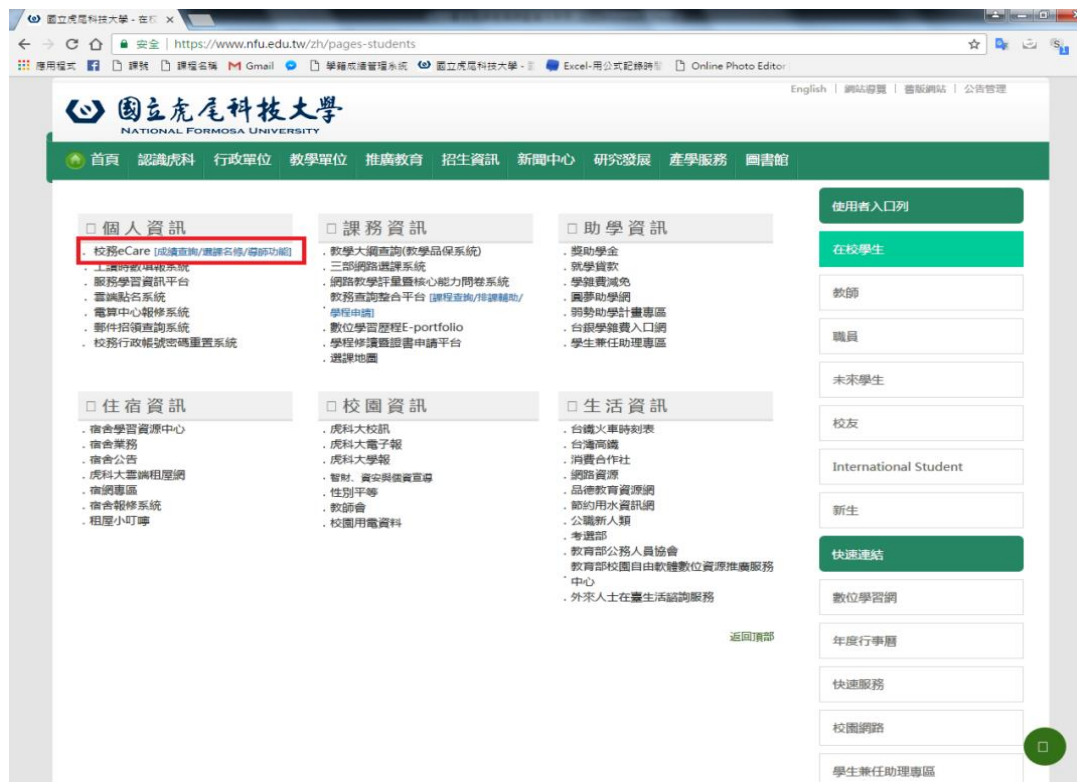 國立虎尾科技大學 - 在校
安全 | https://www.nfu.edu.tw/zh/pages-students
應用程式 課號 課程名稱 Gmail 學籍成績管理系統 國立虎尾科技大學 - Excel-用公式記錄時 Online Photo Editor
English | 網站導覽 | 舊版網站 | 公告管理
國立虎尾科技大學
NATIONAL FORMOSA UNIVERSITY
首頁 認識虎科 行政單位 教學單位 推廣教育 招生資訊 新聞中心 研究發展 產學服務 圖書館
個人資訊
. 校務eCare [成績查詢/選課名條/導師功能]
. 工讀時數填報系統
. 服務學習資訊平台
. 雲端點名系統
. 電算中心報修系統
. 郵件招領查詢系統
. 校務行政帳號密碼重置系統
課務資訊
. 教學大綱查詢(教學品保系統)
. 三部網路選課系統
. 網路教學評量暨核心能力問卷系統
. 教務查詢整合平台 [課程查詢/排課輔助/
學程申請]
. 數位學習歷程E-portfolio
. 學程修讀暨證書申請平台
. 選課地圖
助學資訊
. 獎助學金
. 就學貸款
. 學雜費減免
. 圓夢助學網
. 弱勢助學計畫專區
. 台銀學雜費入口網
. 學生兼任助理專區
住宿資訊
. 宿舍學習資源中心
. 宿舍業務
. 宿舍公告
. 虎科大雲端租屋網
. 宿網專區
. 宿舍報修系統
. 租屋小叮嚀
校園資訊
. 虎科大校訊
. 虎科大電子報
. 虎科大學報
. 智財、資安與個資宣導
. 性別平等
. 教師會
. 校園用電資料
生活資訊
. 台鐵火車時刻表
. 台灣高鐵
. 消費合作社
. 網路資源
. 品德教育資源網
. 節約用水資訊網
. 公職新人類
. 考選部
. 教育部公務人員協會
. 教育部校園自由軟體數位資源推廣服務
中心
. 外來人士在臺生活諮詢服務
返回頂部
使用者入口列
在校學生
教師
職員
未來學生
校友
International Student
新生
快速連結
數位學習網
年度行事曆
快速服務
校園網路
學生兼任助理專區